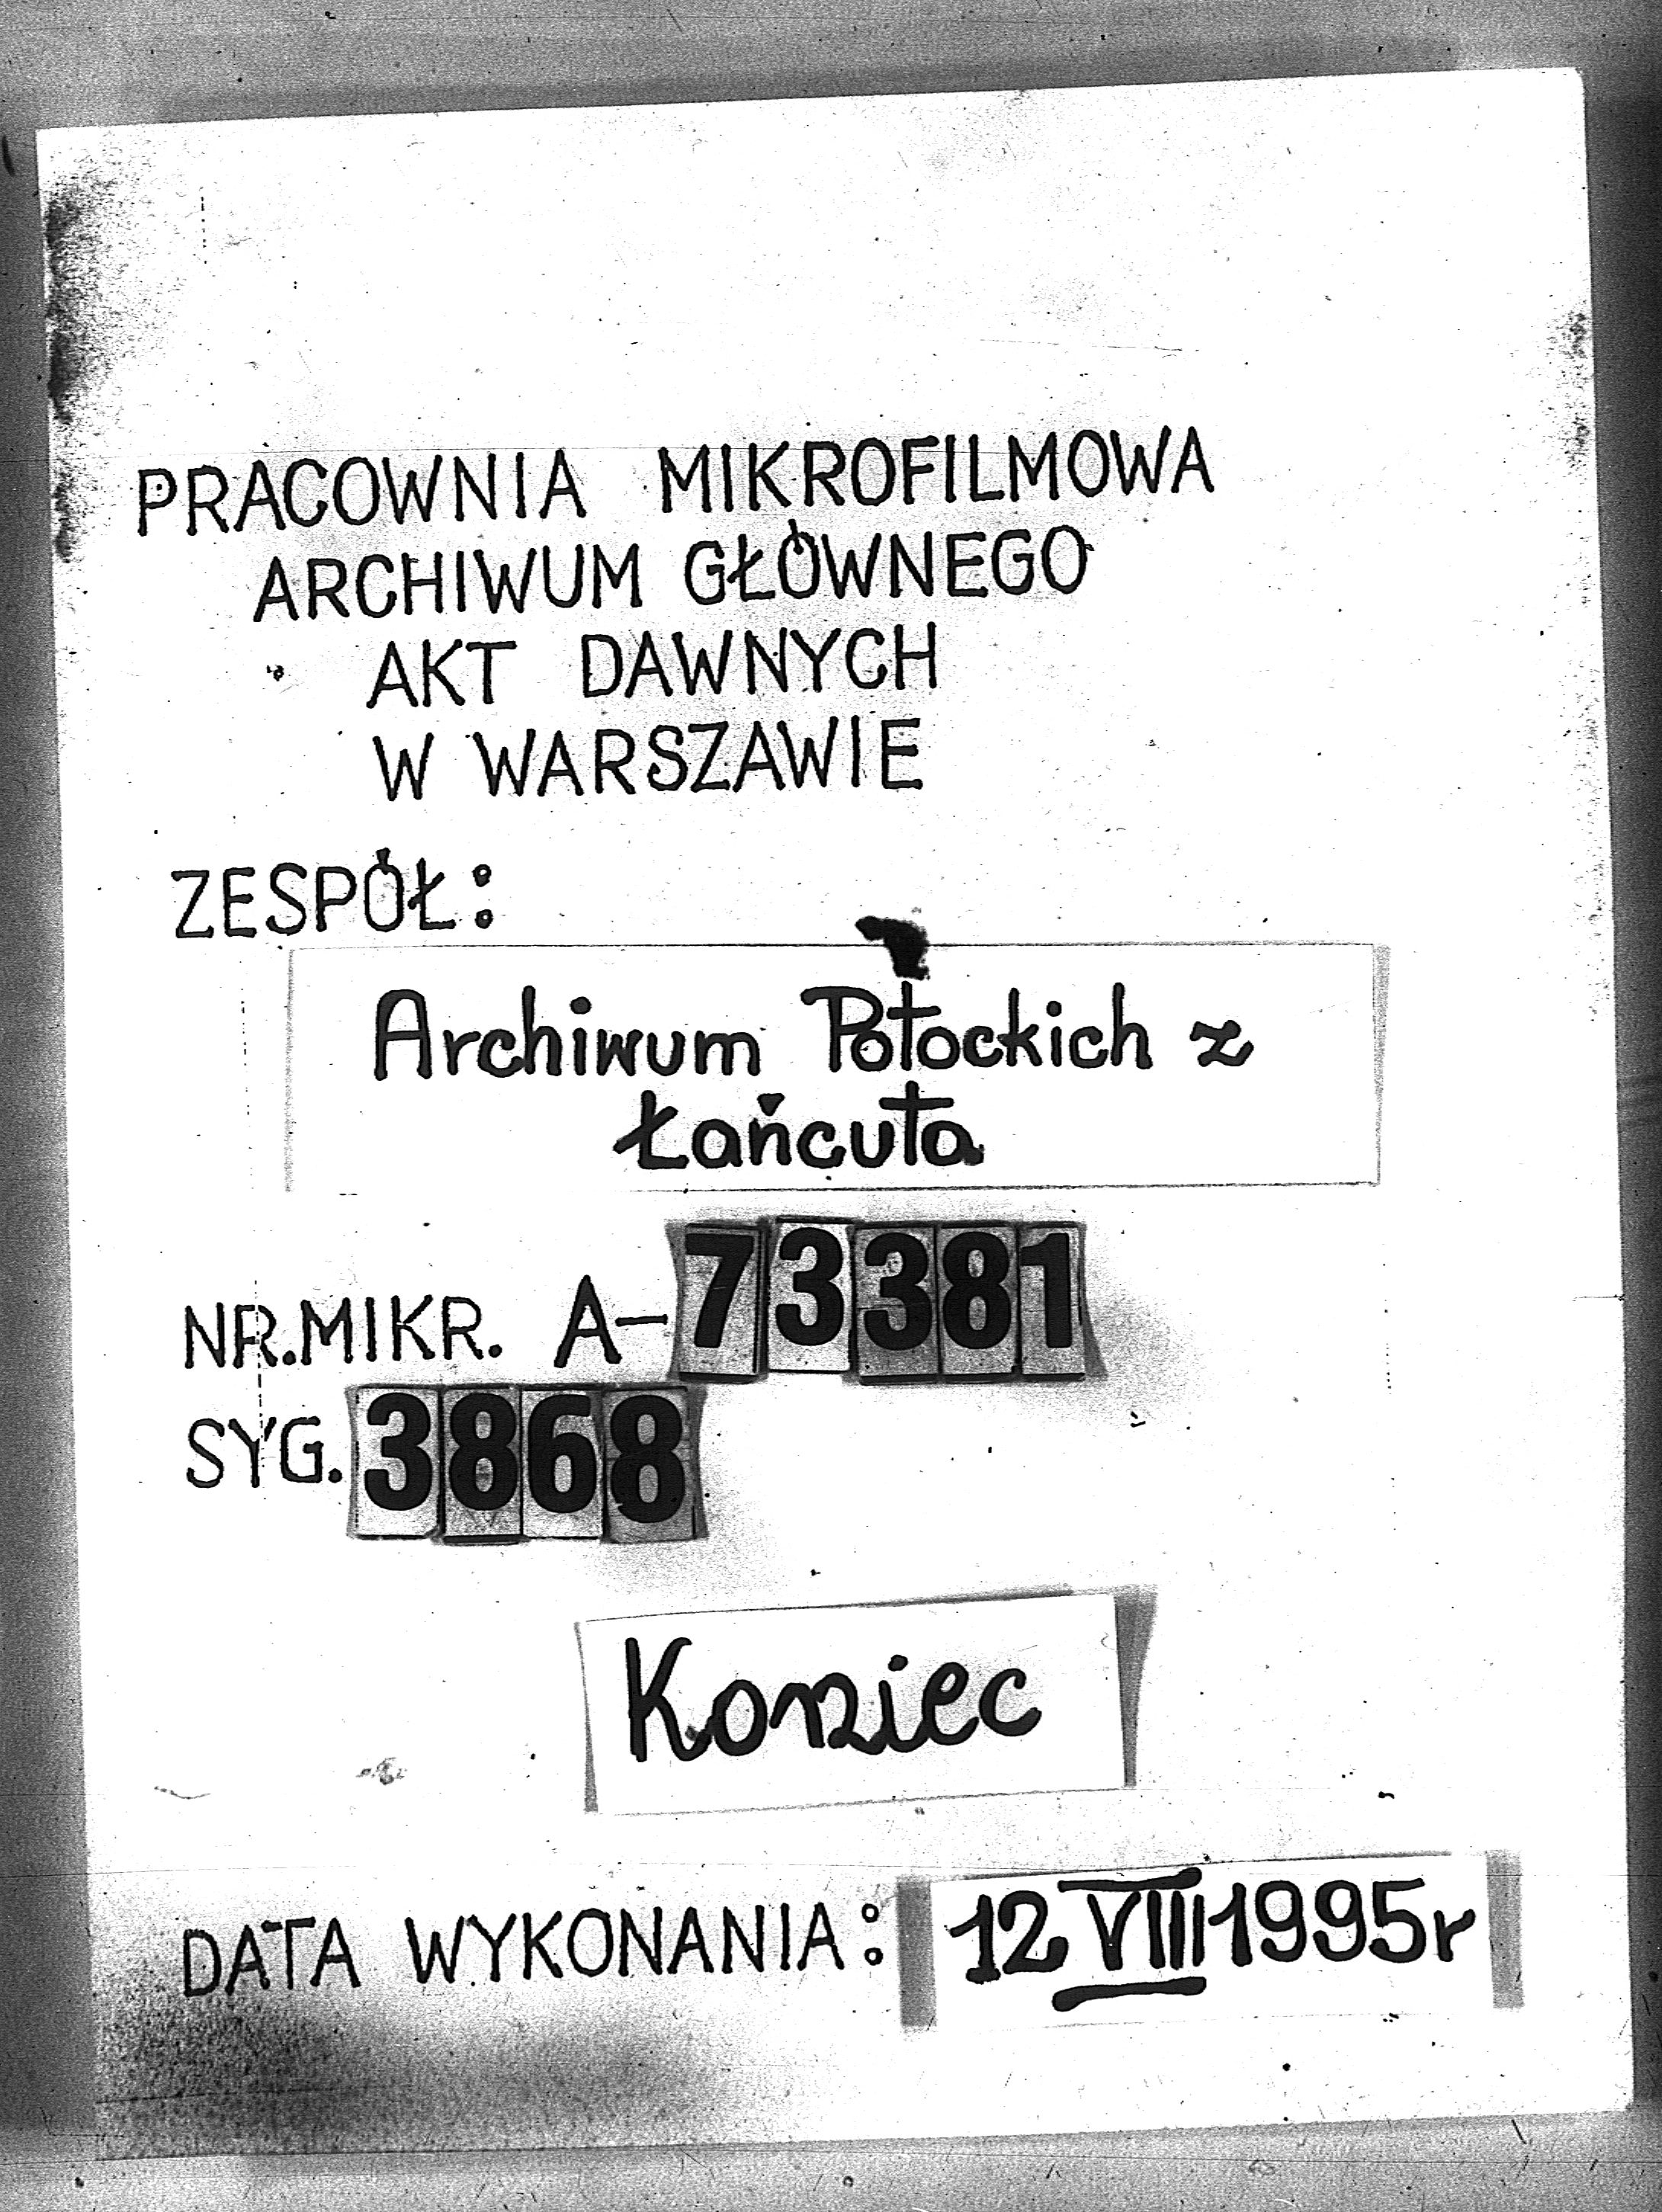 PRACOWNIA MIKROFILMOWA
ARCHIWUM GŁÓWNEGO
AKT DAWNYCH
W WARSZAWIE
ZESPÓŁ:
Archiwum Potockich z
Łańcuta
NR.MIKR. A-73381
SYG. 3868
Koniec
DATA WYKONANIA: 12 VIII 1995r